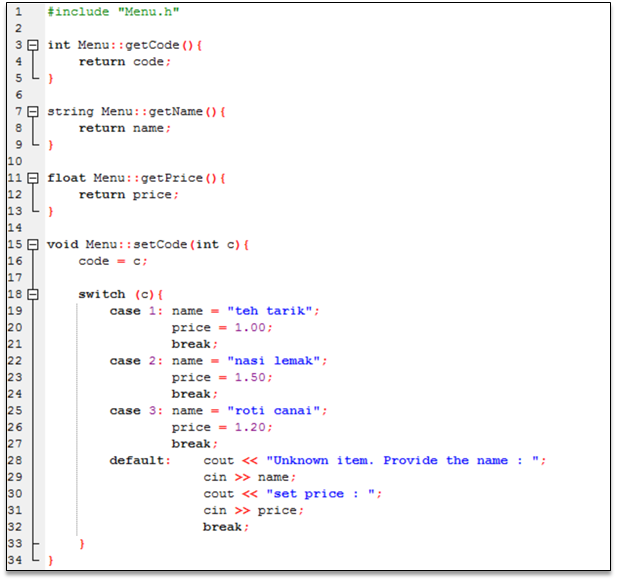 1 #include "Menu.h"
2
3 int Menu::getCode(){
4     return code;
5 }
6
7 string Menu::getName(){
8     return name;
9 }
10
11 float Menu::getPrice(){
12     return price;
13 }
14
15 void Menu::setCode(int c){
16     code = c;
17
18     switch (c){
19         case 1: name = "teh tarik";
20                 price = 1.00;
21                 break;
22         case 2: name = "nasi lemak";
23                 price = 1.50;
24                 break;
25         case 3: name = "roti canai";
26                 price = 1.20;
27                 break;
28         default:    cout << "Unknown item. Provide the name : ";
29                     cin >> name;
30                     cout << "set price : ";
31                     cin >> price;
32                     break;
33     }
34 }